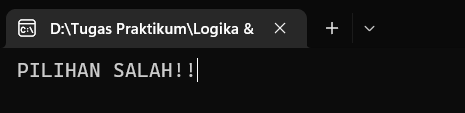 D:\Tugas Praktikum\Logika &
PILIHAN SALAH!!